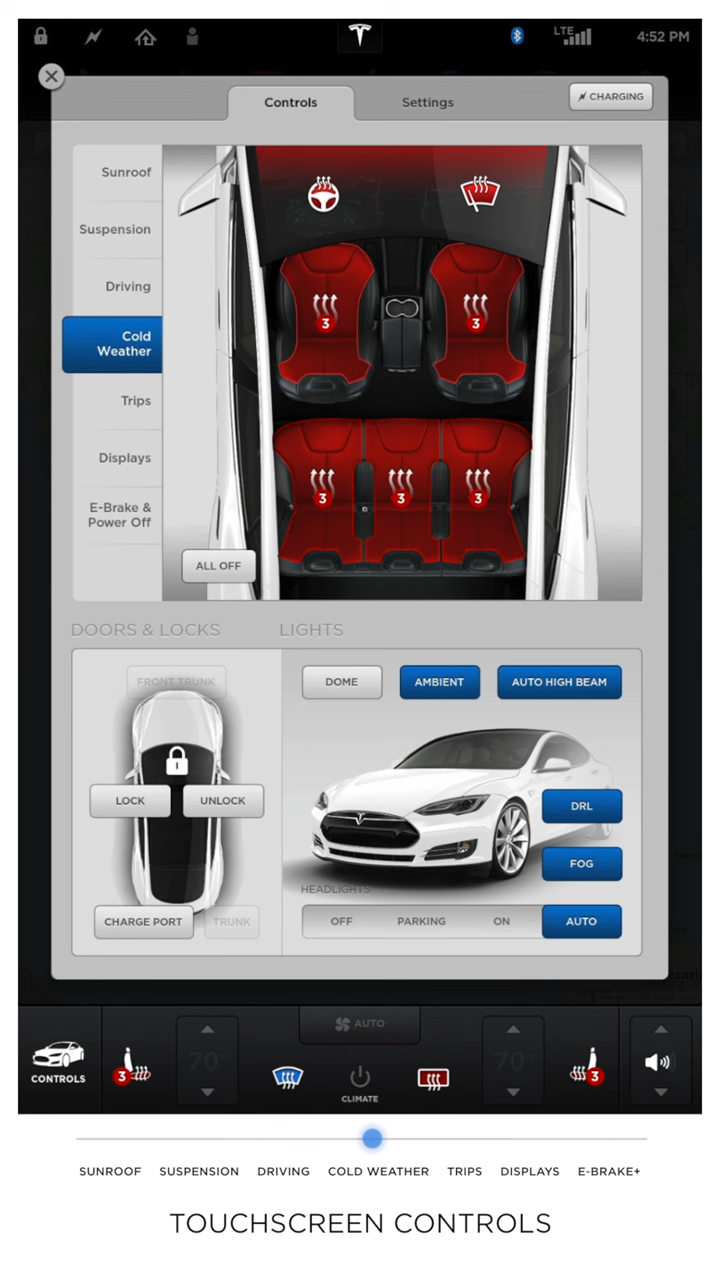 LTE
4:52 PM
Controls
Settings
CHARGING
Sunroof
Suspension
Driving
Cold
Weather
Trips
Displays
E-Brake &
Power Off
3
3
3
3
3
ALL OFF
DOORS & LOCKS
LIGHTS
FRONT TRUNK
DOME
AMBIENT
AUTO HIGH BEAM
LOCK
UNLOCK
DRL
FOG
HEADLIGHTS
CHARGE PORT
TRUNK
OFF
PARKING
ON
AUTO
AUTO
CONTROLS
3
70°
CLIMATE
70°
3
SUNROOF
SUSPENSION
DRIVING
COLD WEATHER
TRIPS
DISPLAYS
E-BRAKE+
TOUCHSCREEN CONTROLS